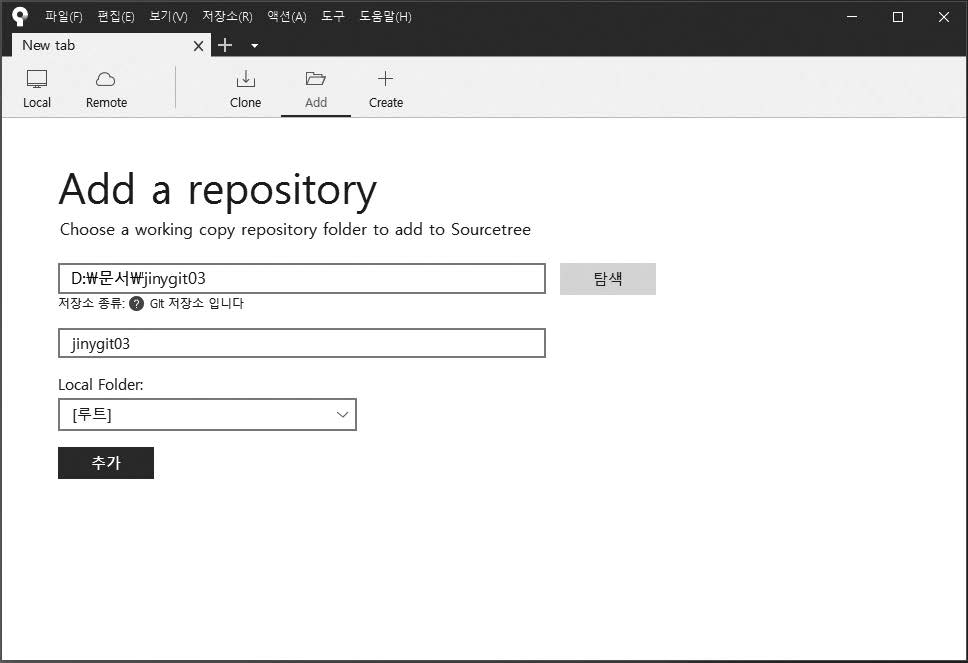 파일(F) 편집(E) 보기(V) 저장소(R) 액션(A) 도구 도움말(H)
New tab
Local Remote Clone Add Create
Add a repository
Choose a working copy repository folder to add to Sourcetree
D:₩문서₩jinygit03 탐색
저장소 종류: ? Git 저장소 입니다
jinygit03
Local Folder:
[루트]
추가